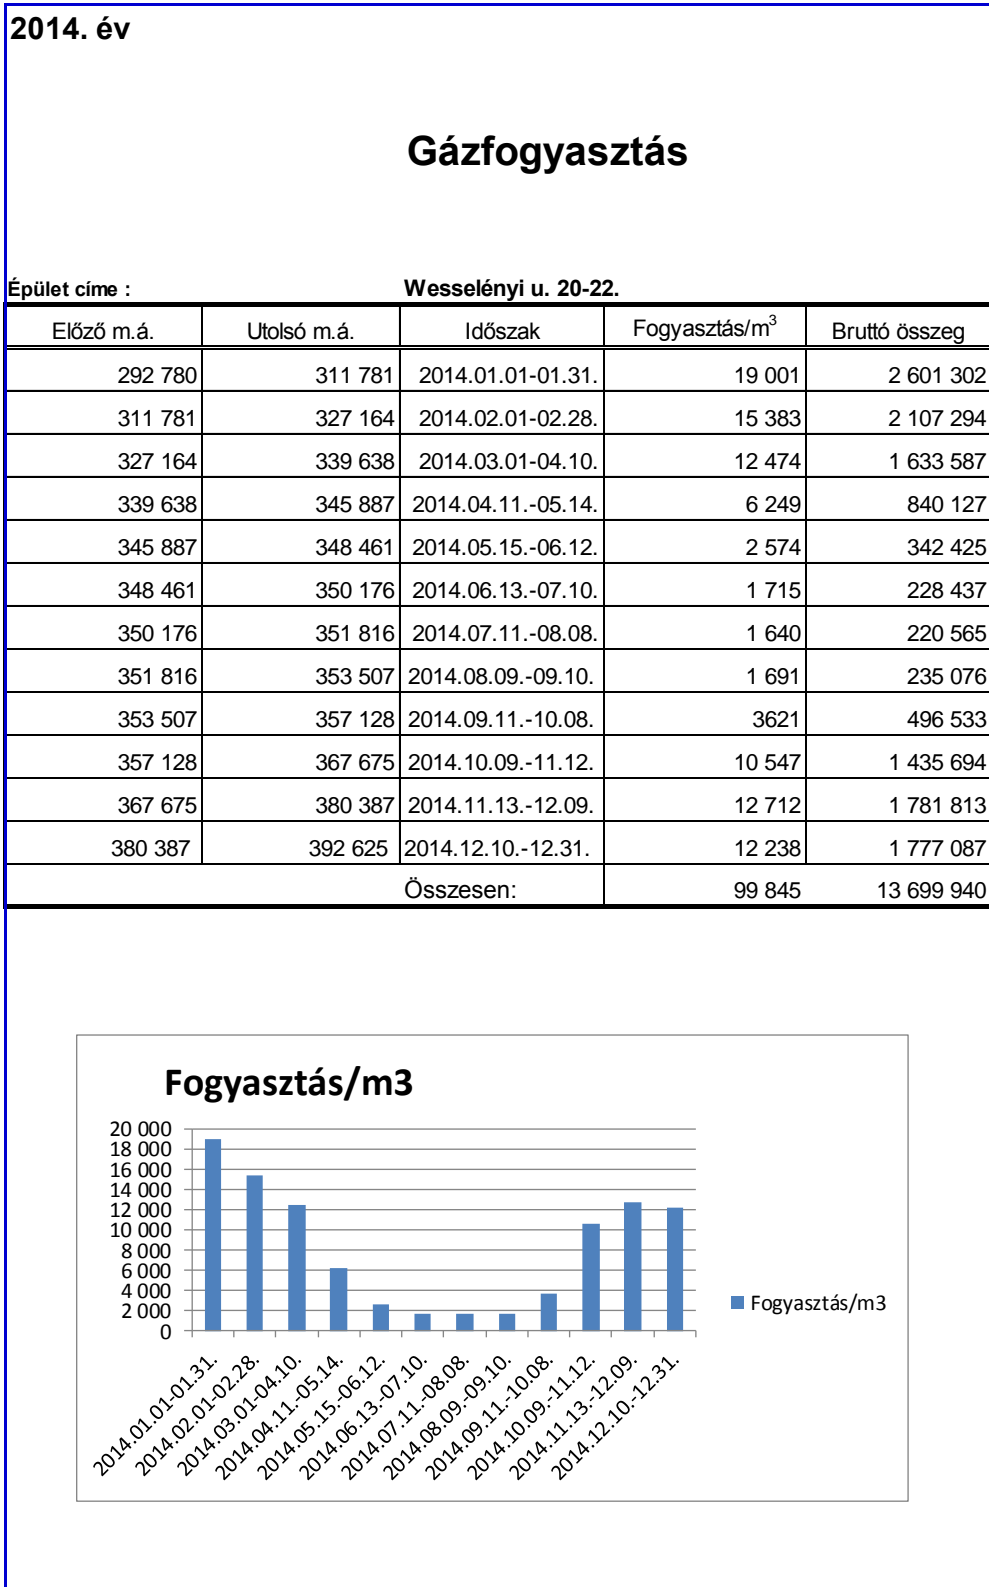 2014. év
Gázfogyasztás
Épület címe : Wesselényi u. 20-22.
Előző m.á. Utolsó m.á. Időszak Fogyasztás/m³ Bruttó összeg
292 780 311 781 2014.01.01-01.31. 19 001 2 601 302
311 781 327 164 2014.02.01-02.28. 15 383 2 107 294
327 164 339 638 2014.03.01-04.10. 12 474 1 633 587
339 638 345 887 2014.04.11.-05.14. 6 249 840 127
345 887 348 461 2014.05.15.-06.12. 2 574 342 425
348 461 350 176 2014.06.13.-07.10. 1 715 228 437
350 176 351 816 2014.07.11.-08.08. 1 640 220 565
351 816 353 507 2014.08.09.-09.10. 1 691 235 076
353 507 357 128 2014.09.11.-10.08. 3621 496 533
357 128 367 675 2014.10.09.-11.12. 10 547 1 435 694
367 675 380 387 2014.11.13.-12.09. 12 712 1 781 813
380 387 392 625 2014.12.10.-12.31. 12 238 1 777 087
Összesen: 99 845 13 699 940
Fogyasztás/m3
20 000
18 000
16 000
14 000
12 000
10 000
8 000
6 000
4 000
2 000
0
Fogyasztás/m3
2014.01.01-01.31.
2014.02.01-02.28.
2014.03.01-04.10.
2014.04.11.-05.14.
2014.05.15.-06.12.
2014.06.13.-07.10.
2014.07.11.-08.08.
2014.08.09.-09.10.
2014.09.11.-10.08.
2014.10.09.-11.12.
2014.11.13.-12.09.
2014.12.10.-12.31.